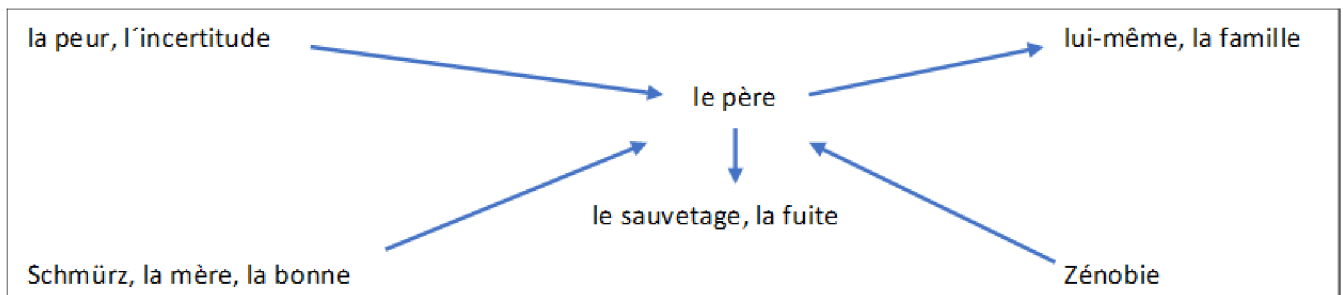 la peur, l´incertitude
lui-même, la famille
le père
le sauvetage, la fuite
Schmürz, la mère, la bonne
Zénobie